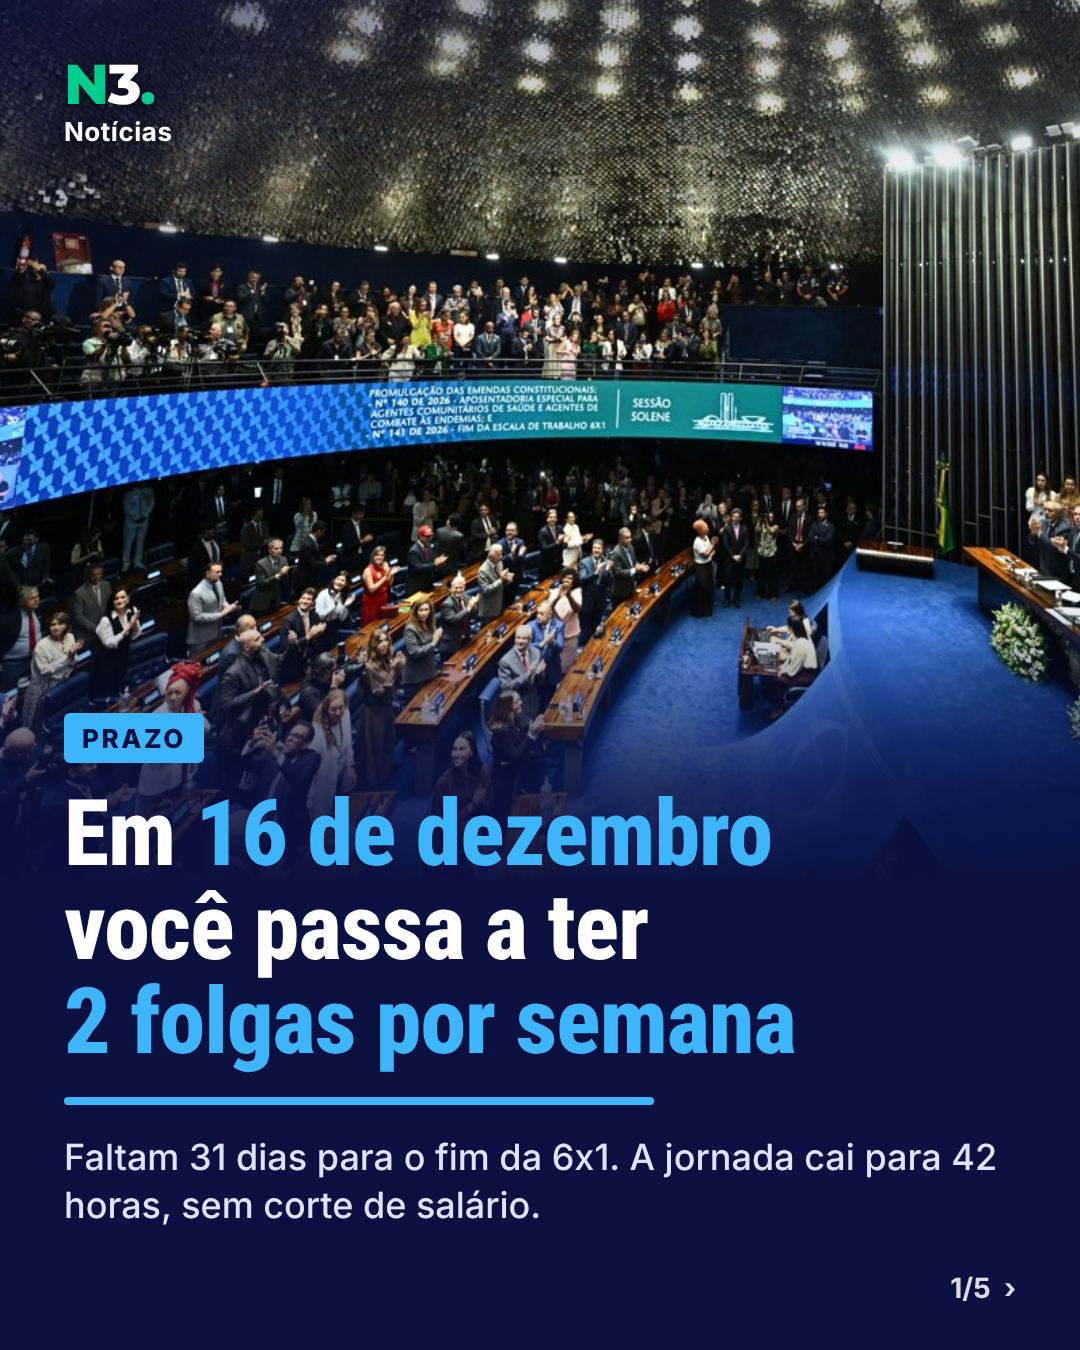 N3.
Notícias
PROMULGAÇÃO DAS EMENDAS CONSTITUCIONAIS:
- Nº 140 DE 2026 - APOSENTADORIA ESPECIAL PARA
AGENTES COMUNITÁRIOS DE SAÚDE E AGENTES DE
COMBATE ÀS ENDEMIAS; E
- Nº 141 DE 2026 - FIM DA ESCALA DE TRABALHO 6X1
SESSÃO
SOLENE
PRAZO
Em 16 de dezembro
você passa a ter
2 folgas por semana
Faltam 31 dias para o fim da 6x1. A jornada cai para 42
horas, sem corte de salário.
1/5 ›